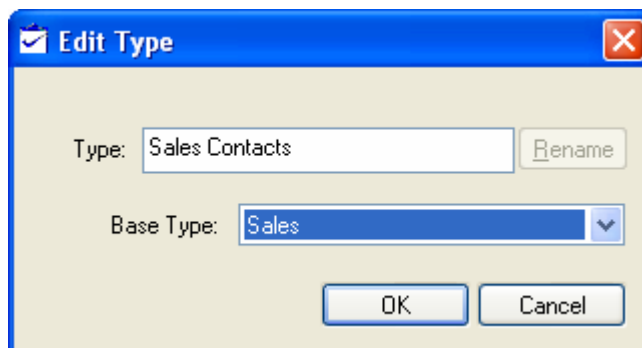 Edit Type
Type: Sales Contacts Rename
Base Type: Sales
OK Cancel